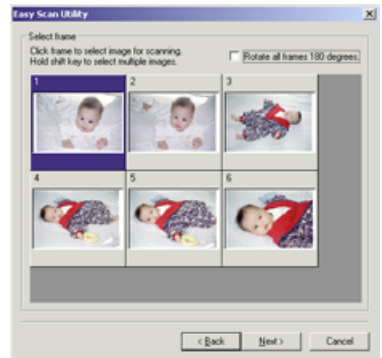 Easy Scan Utility
Select frame
Click frame to select image for scanning.
Hold shift key to select multiple images.
Rotate all frames 180 degrees.
1
2
3
4
5
6
< Back
Next >
Cancel